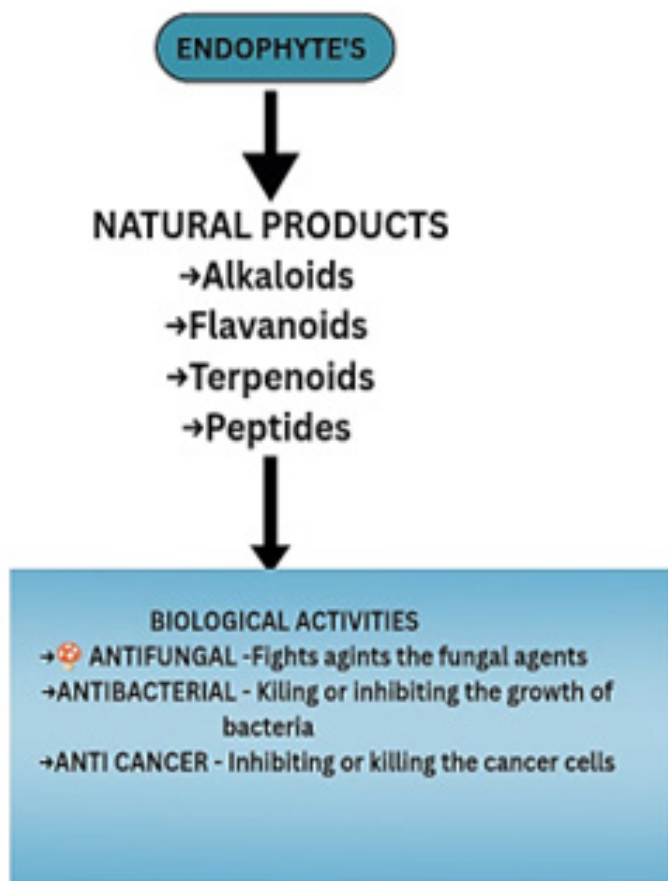 ENDOPHYTE'S
NATURAL PRODUCTS
→Alkaloids
→Flavanoids
→Terpenoids
→Peptides
BIOLOGICAL ACTIVITIES
→🍄 ANTIFUNGAL -Fights agints the fungal agents
→ANTIBACTERIAL - Kiling or inhibiting the growth of
bacteria
→ANTI CANCER - Inhibiting or killing the cancer cells